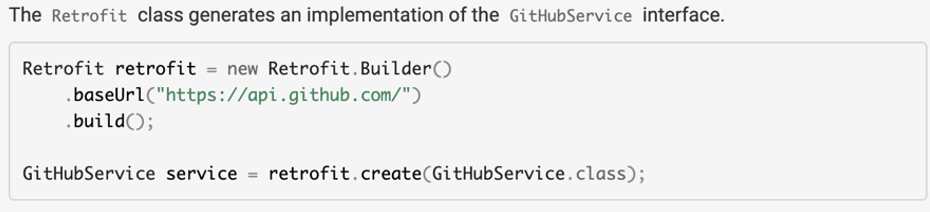 The Retrofit class generates an implementation of the GitHubService interface.
Retrofit retrofit = new Retrofit.Builder()
    .baseUrl("https://api.github.com/")
    .build();
GitHubService service = retrofit.create(GitHubService.class);